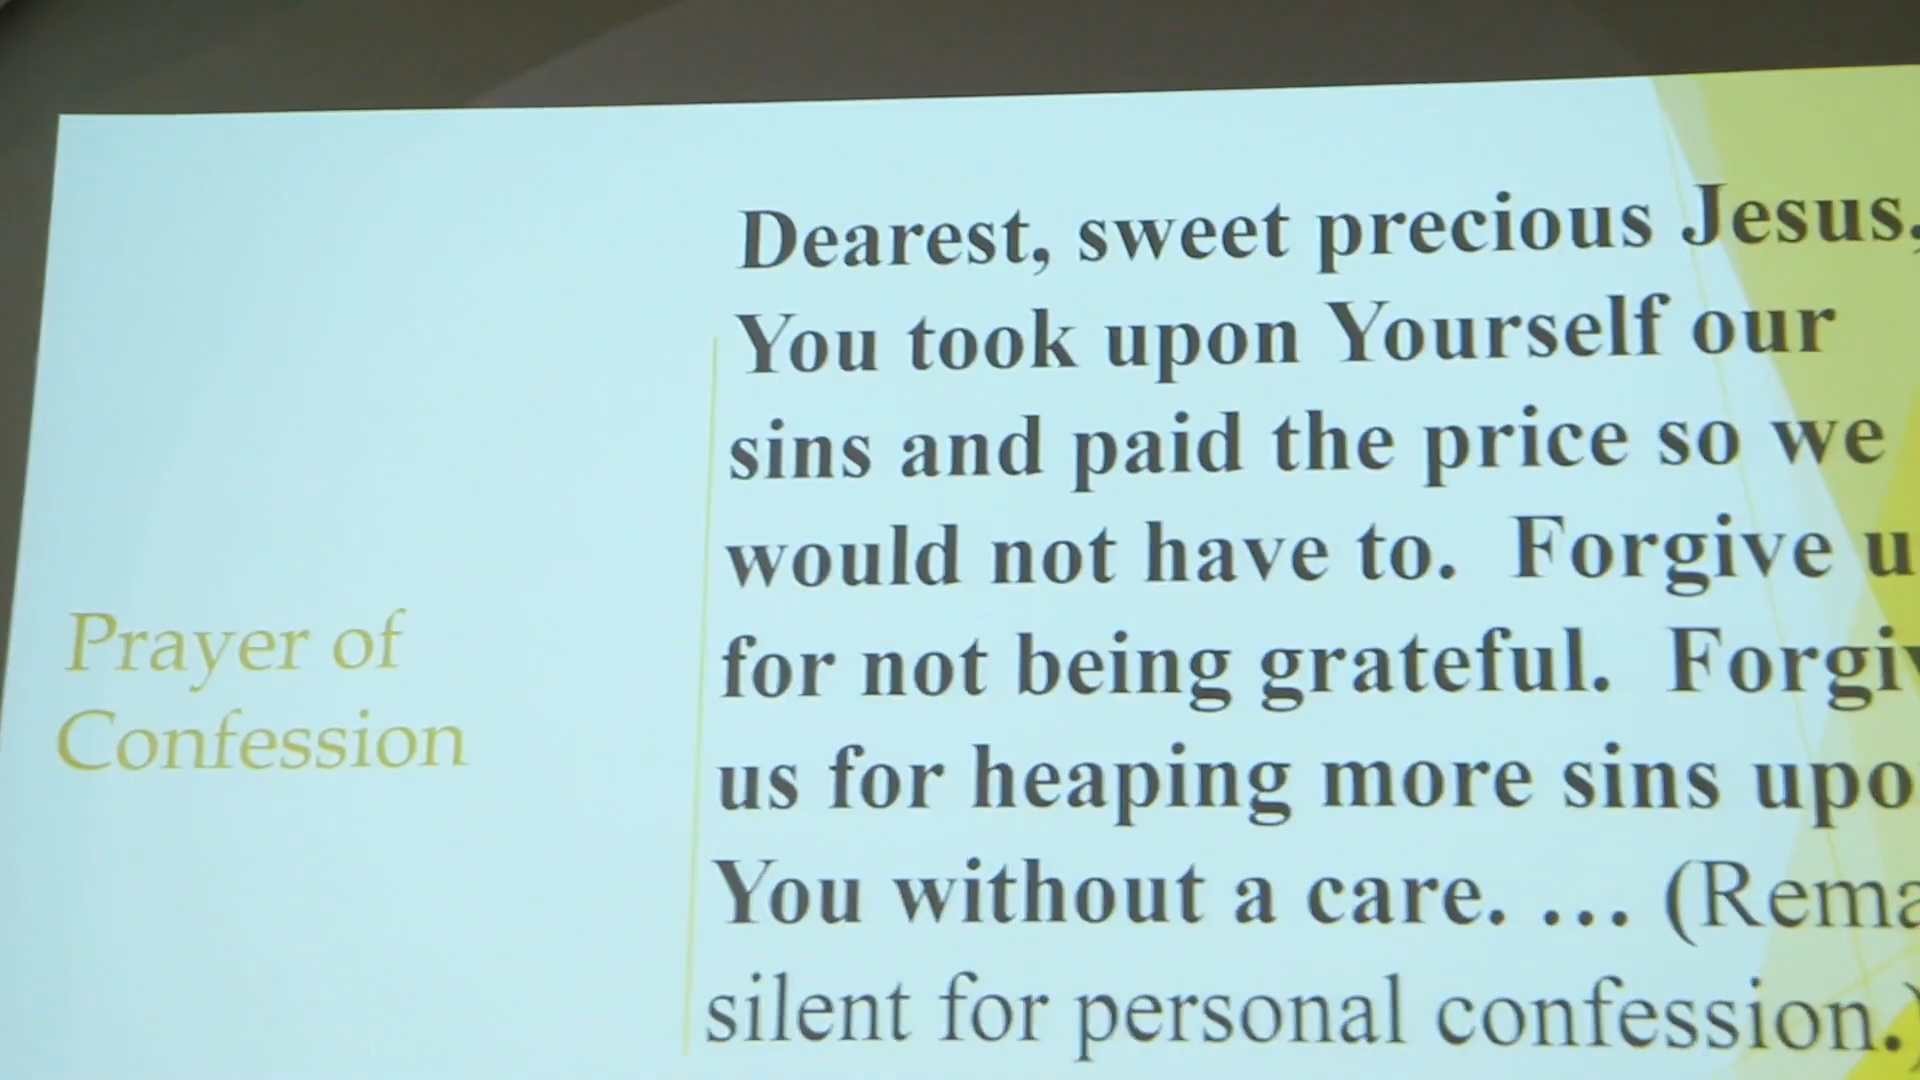 Dearest, sweet precious Jesus,
You took upon Yourself our
sins and paid the price so we
would not have to. Forgive
for not being grateful.
us for heaping more sins
You without a care. ...
silent for personal confession.)
Prayer of
Confession